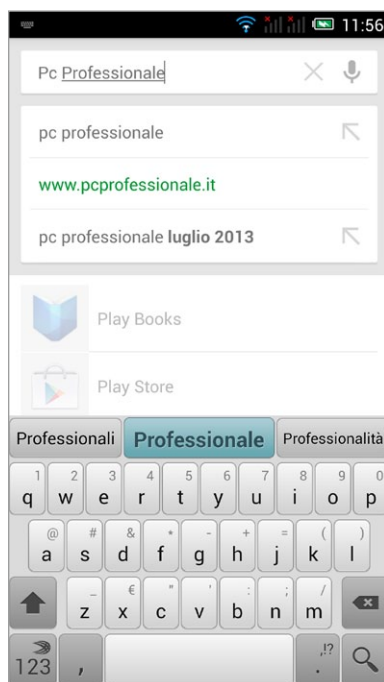 11:56
Pc Professionale
pc professionale
www.pcprofessionale.it
pc professionale luglio 2013
Play Books
Play Store
Professionali Professionale Professionalità
1 2 3 4 5 6 7 8 9 0
q w e r t y u i o p
@ # & * - + = ( )
a s d f g h j k l
_ € " ' : ; /
z x c v b n m
,!?
123 , .